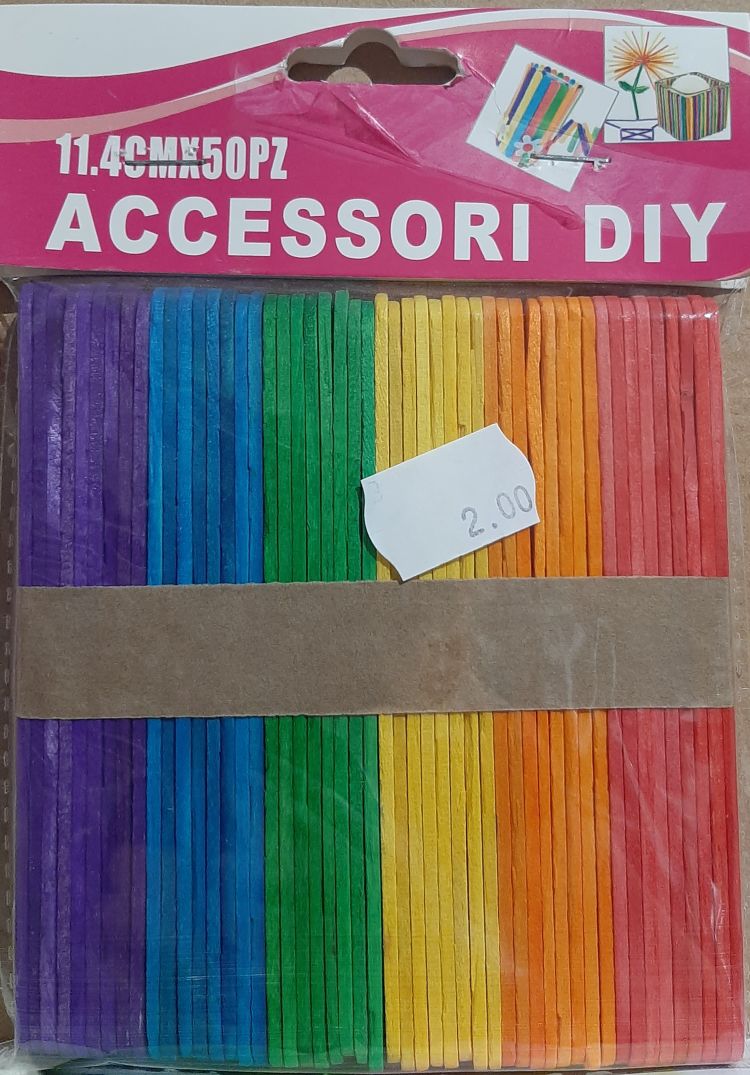 11.4CMX50PZ
ACCESSORI DIY
2.00